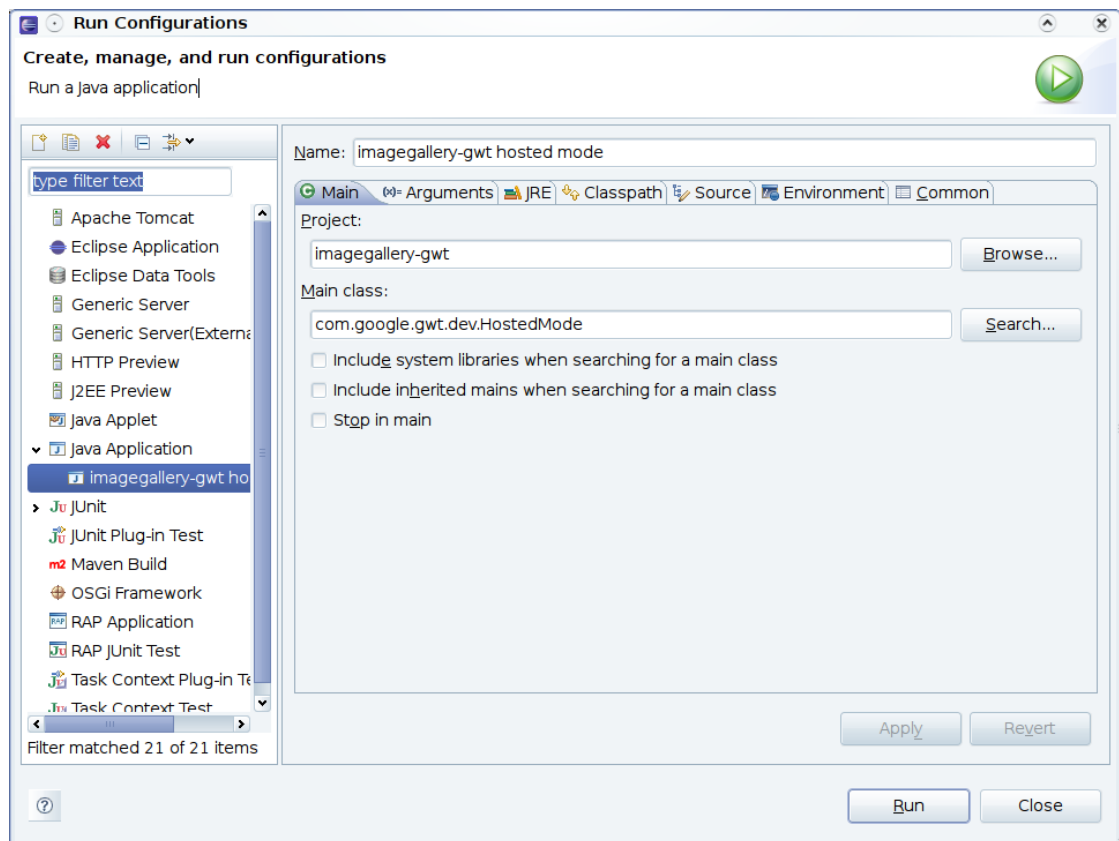 Run Configurations
Create, manage, and run configurations
Run a Java application
type filter text
Apache Tomcat
Eclipse Application
Eclipse Data Tools
Generic Server
Generic Server(Externa
HTTP Preview
J2EE Preview
Java Applet
Java Application
imagegallery-gwt ho
JUnit
JUnit Plug-in Test
Maven Build
OSGi Framework
RAP Application
RAP JUnit Test
Task Context Plug-in Te
Task Context Test
Filter matched 21 of 21 items
Name: imagegallery-gwt hosted mode
Main Arguments JRE Classpath Source Environment Common
Project:
imagegallery-gwt Browse...
Main class:
com.google.gwt.dev.HostedMode Search...
Include system libraries when searching for a main class
Include inherited mains when searching for a main class
Stop in main
Apply Revert
Run Close